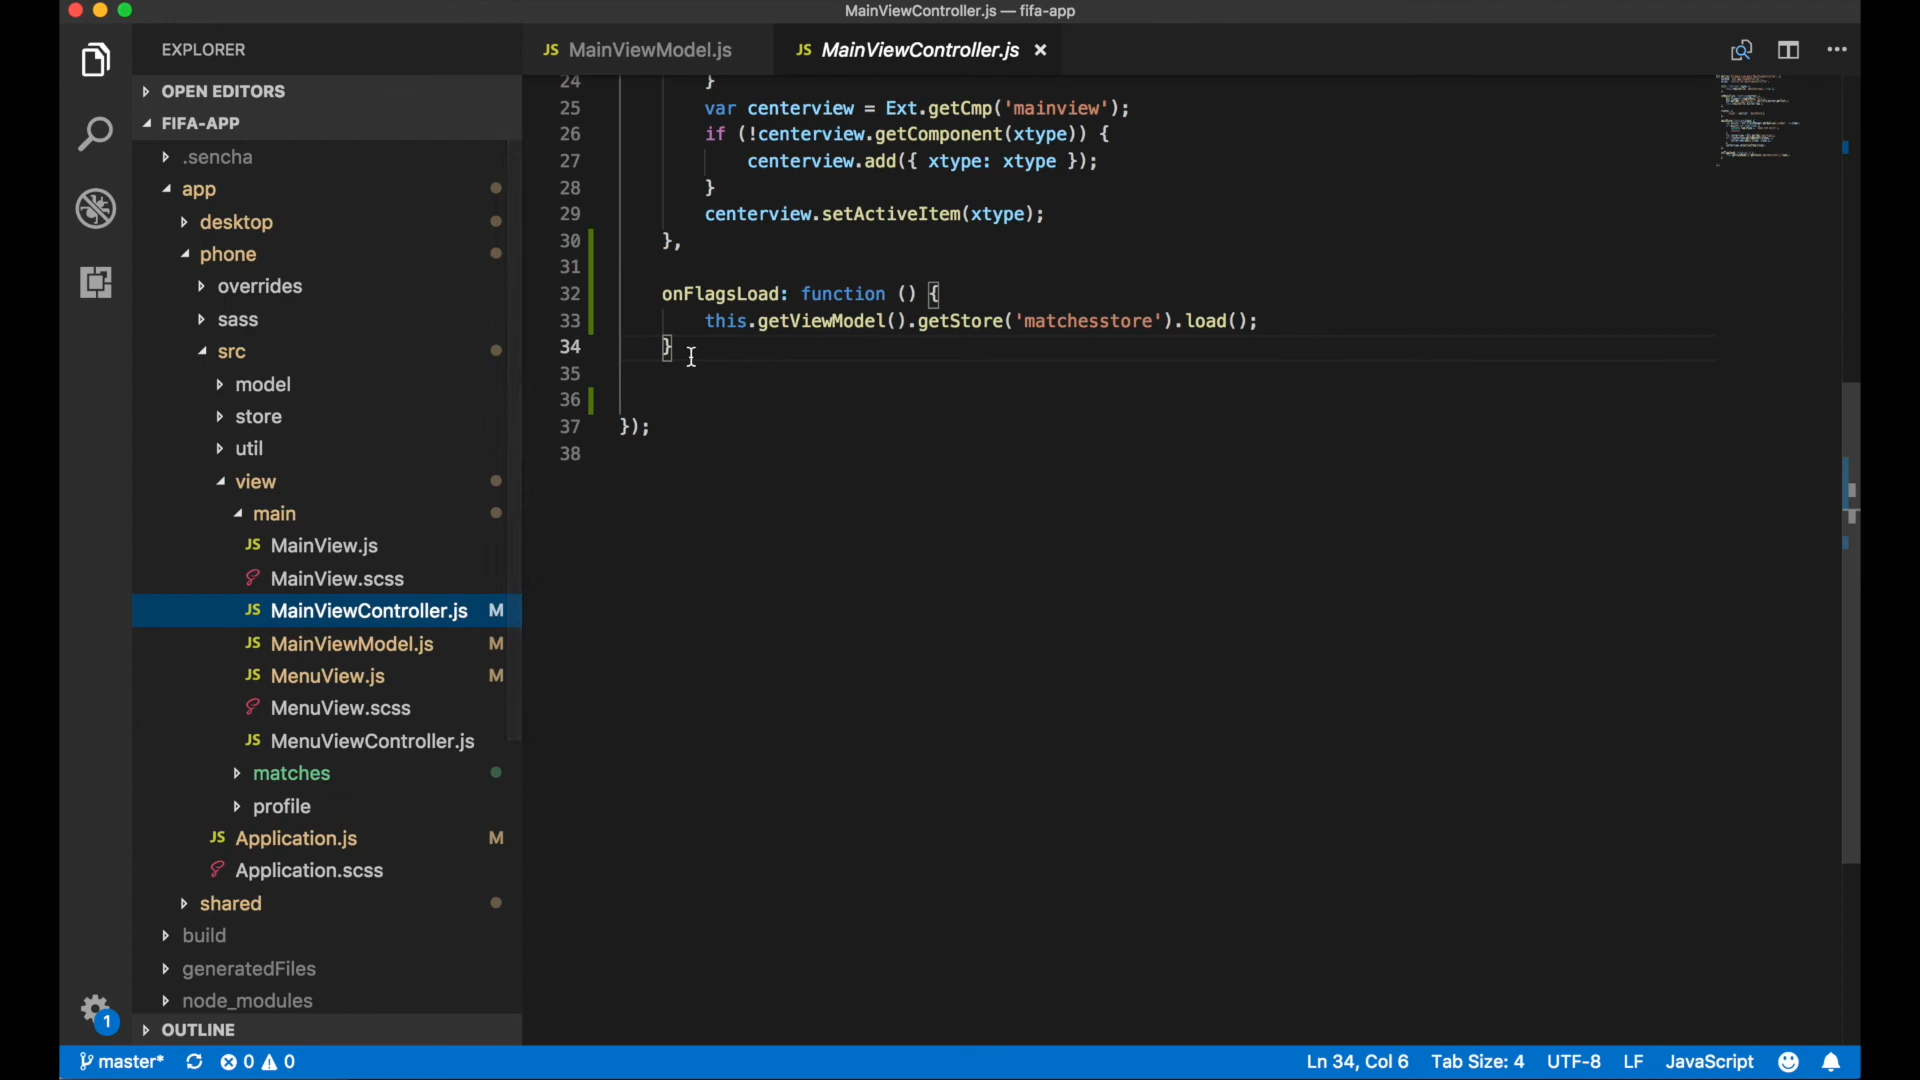 MainViewController.js — fifa-app
EXPLORER
OPEN EDITORS
FIFA-APP
.sencha
app
desktop
phone
overrides
sass
src
model
store
util
view
main
JS MainView.js
MainView.scss
JS MainViewController.js M
JS MainViewModel.js M
JS MenuView.js M
MenuView.scss
JS MenuViewController.js
matches
profile
JS Application.js M
Application.scss
shared
build
generatedFiles
node_modules
OUTLINE
1
JS MainViewModel.js
JS MainViewController.js ×
24 }
25 var centerview = Ext.getCmp('mainview');
26 if (!centerview.getComponent(xtype)) {
27 centerview.add({ xtype: xtype });
28 }
29 centerview.setActiveItem(xtype);
30 },
31
32 onFlagsLoad: function () {
33 this.getViewModel().getStore('matchesstore').load();
34 }
35
36
37 });
38
master* 0 0
Ln 34, Col 6 Tab Size: 4 UTF-8 LF JavaScript